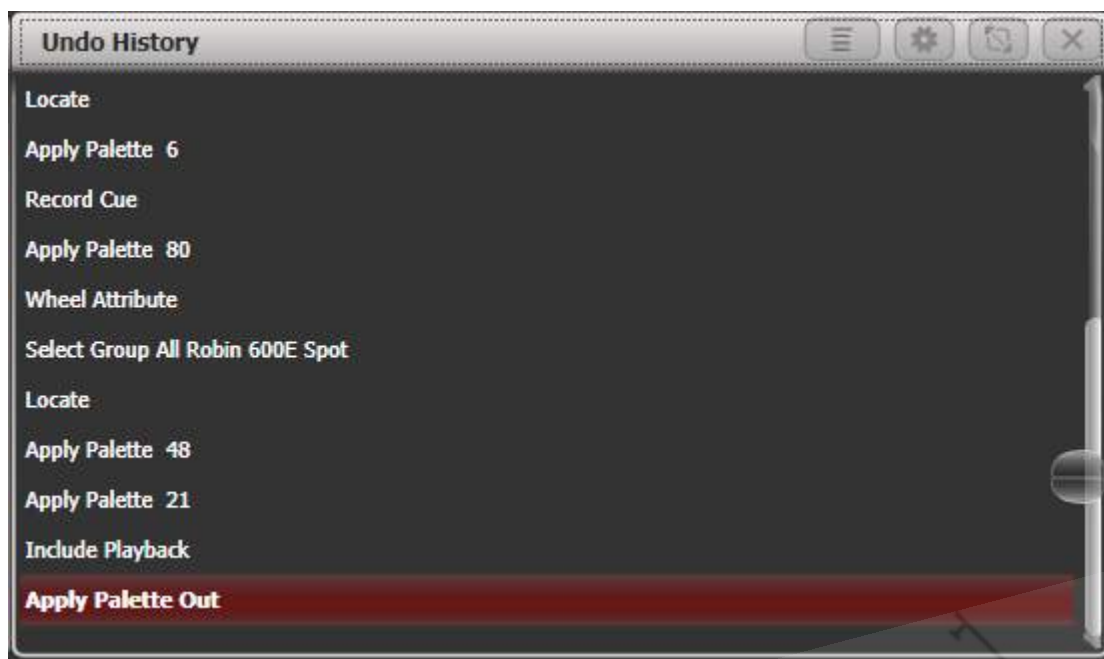 Undo History
Locate
Apply Palette 6
Record Cue
Apply Palette 80
Wheel Attribute
Select Group All Robin 600E Spot
Locate
Apply Palette 48
Apply Palette 21
Include Playback
Apply Palette Out